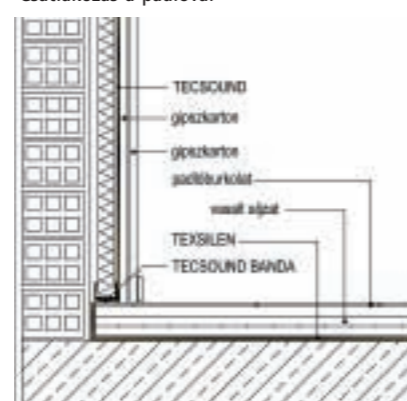 csatlakozás a padlóval
TECSOUND
gipszkarton
gipszkarton
padlóburkolat
vasalt aljzat
TEXSILEN
TECSOUND BANDA